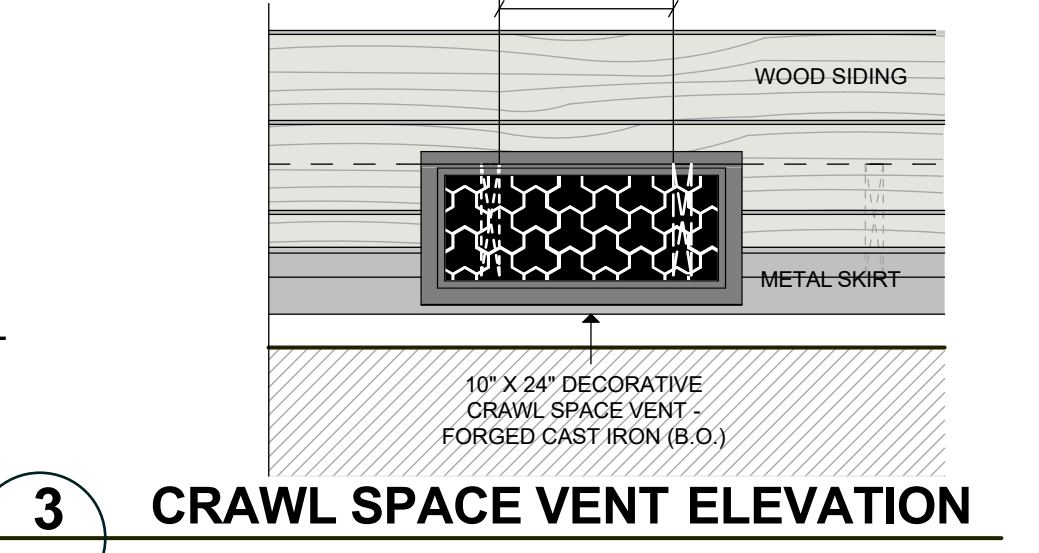 WOOD SIDING
METAL SKIRT
10" X 24" DECORATIVE
CRAWL SPACE VENT -
FORGED CAST IRON (B.O.)
3 CRAWL SPACE VENT ELEVATION